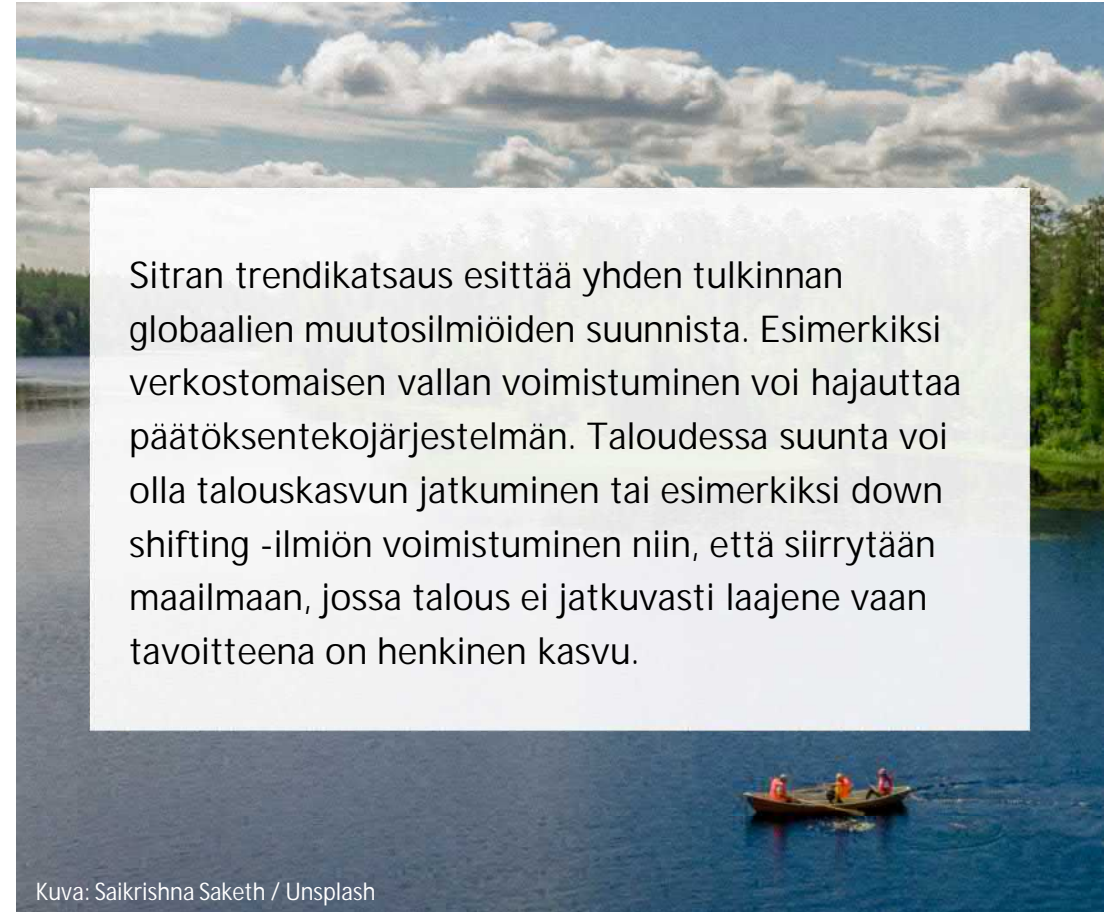 Sitran trendikatsaus esittää yhden tulkinnan
globaalien muutosilmiöiden suunnista. Esimerkiksi
verkostomaisen vallan voimistuminen voi hajauttaa
päätöksentekojärjestelmän. Taloudessa suunta voi
olla talouskasvun jatkuminen tai esimerkiksi down
shifting -ilmiön voimistuminen niin, että siirrytään
maailmaan, jossa talous ei jatkuvasti laajene vaan
tavoitteena on henkinen kasvu.
Kuva: Saikrishna Saketh / Unsplash